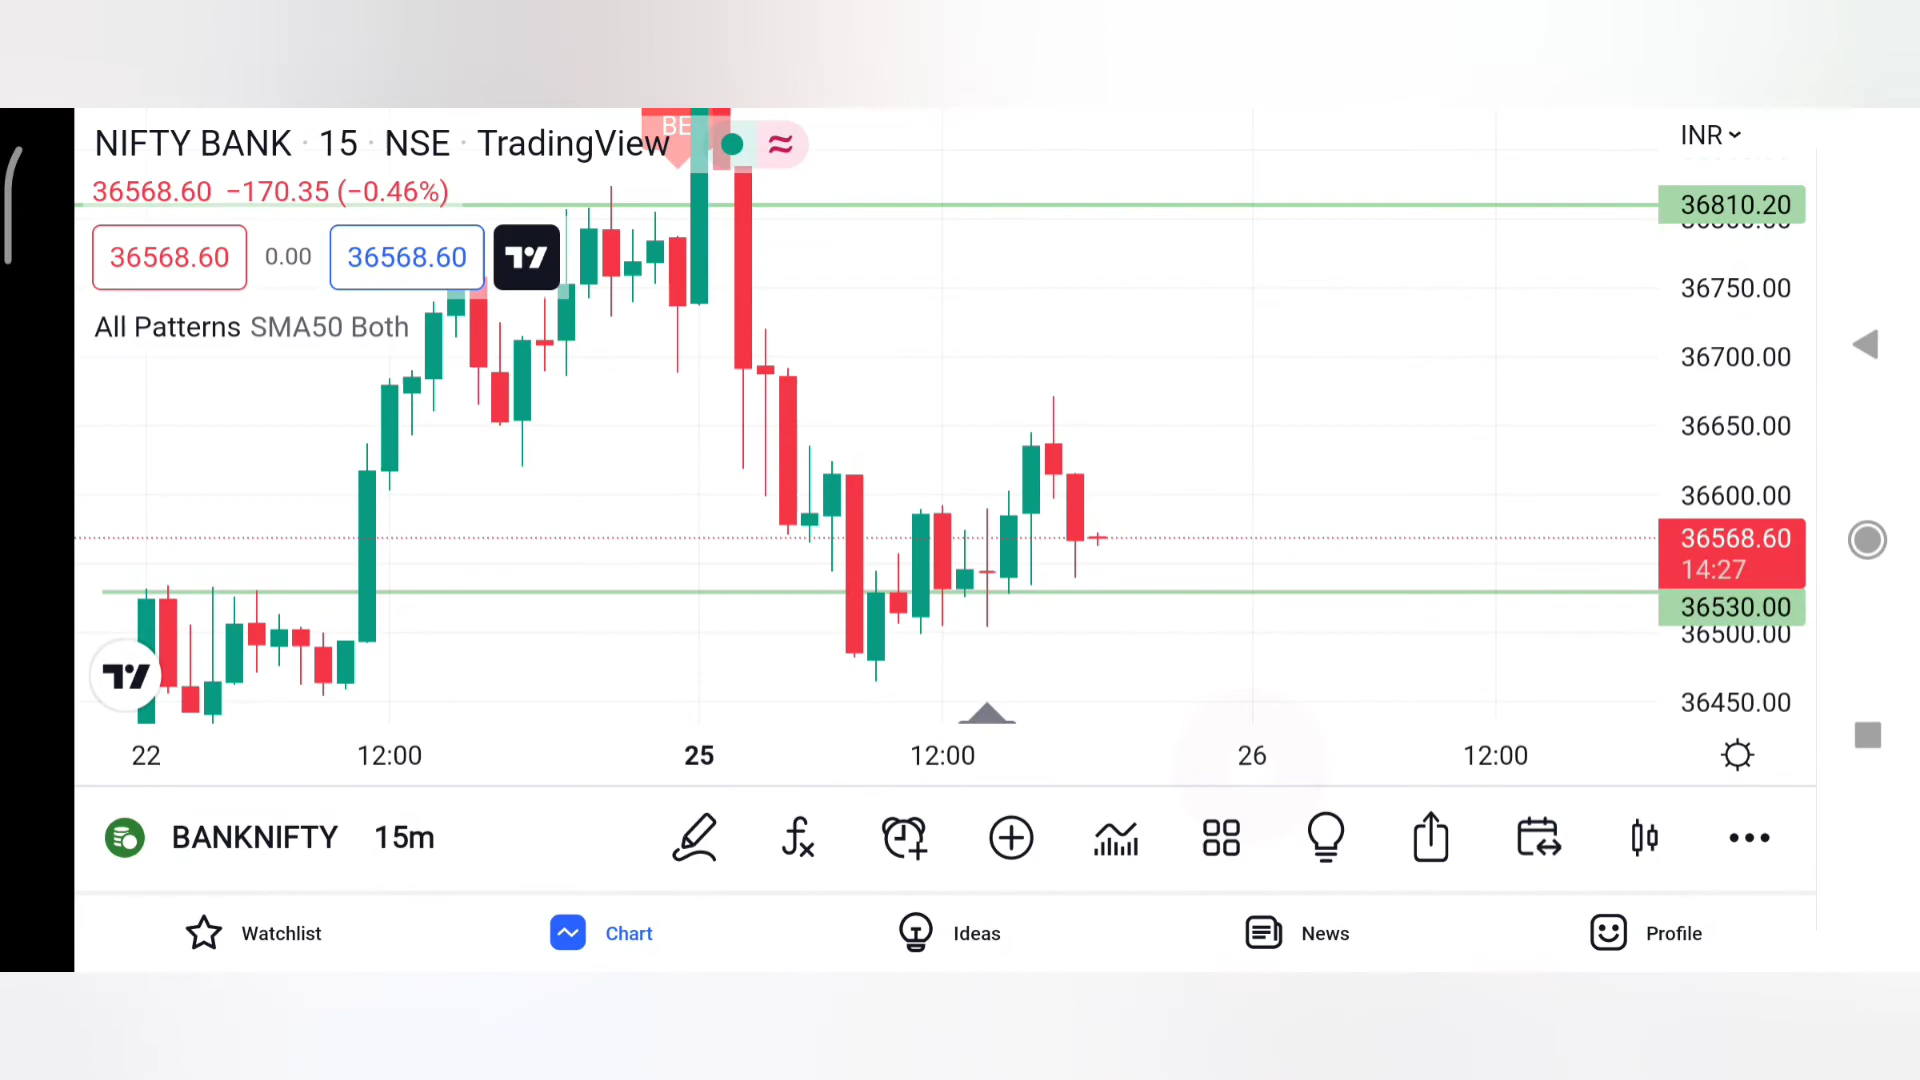 BE
NIFTY BANK · 15 · NSE · TradingView
INR
36568.60 −170.35 (−0.46%)
36568.60 0.00 36568.60
All Patterns SMA50 Both
36810.20
36750.00
36700.00
36650.00
36600.00
36568.60
14:27
36530.00
36500.00
36450.00
22 12:00 25 12:00 26 12:00
BANKNIFTY 15m
Watchlist Chart Ideas News Profile